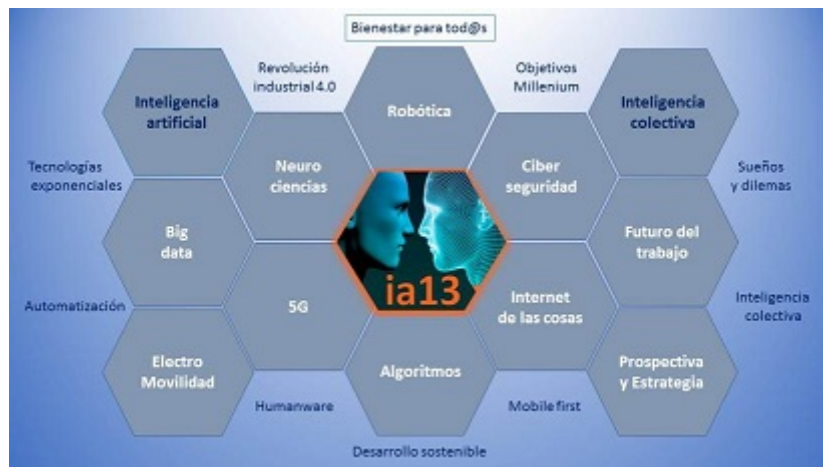 Bienestar para tod@s
Revolución
industrial 4.0
Objetivos
Millenium
Inteligencia
artificial
Robótica
Inteligencia
colectiva
Tecnologías
exponenciales
Neuro
ciencias
Ciber
seguridad
Sueños
y dilemas
Big
data
Futuro del
trabajo
ia13
Automatización
5G
Internet
de las cosas
Inteligencia
colectiva
Electro
Movilidad
Algoritmos
Prospectiva
y Estrategia
Humanware
Mobile first
Desarrollo sostenible